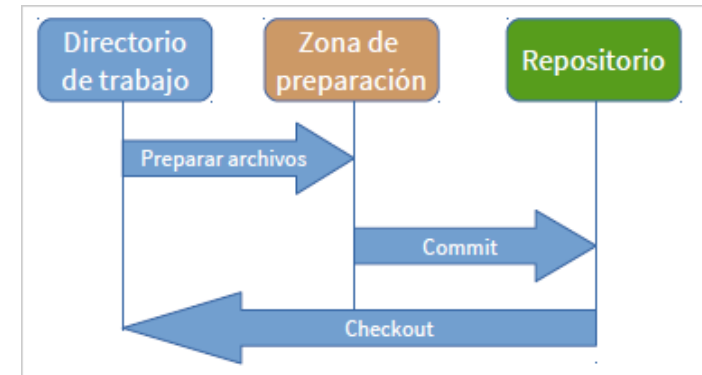 Directorio
de trabajo
Zona de
preparación
Repositorio
Preparar archivos
Commit
Checkout